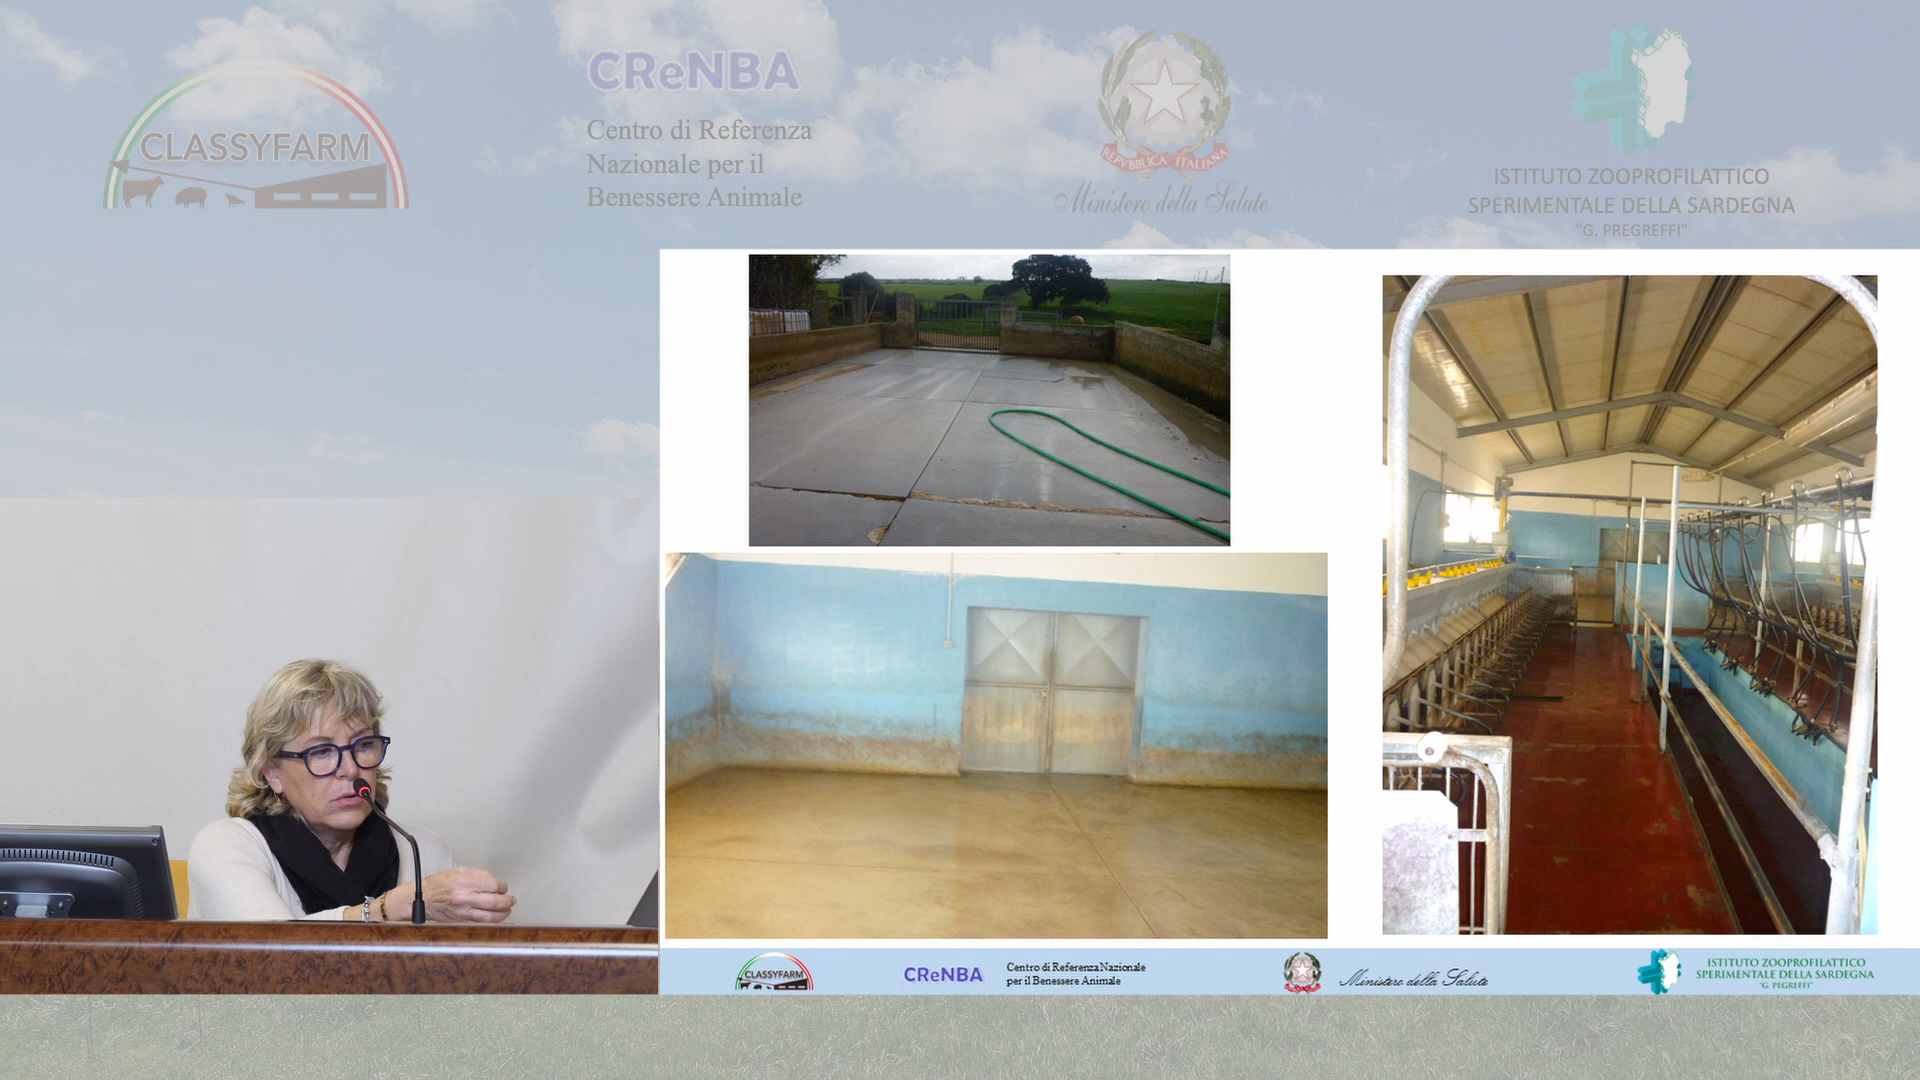 CLASSYFARM
CReNBA
Centro di Referenza
Nazionale per il
Benessere Animale
REPVBBLICA ITALIANA
Ministero della Salute
ISTITUTO ZOOPROFILATTICO
SPERIMENTALE DELLA SARDEGNA
"G. PREGREFFI"
CLASSYFARM
CReNBA
Centro di Referenza Nazionale
per il Benessere Animale
Ministero della Salute
ISTITUTO ZOOPROFILATTICO
SPERIMENTALE DELLA SARDEGNA
"G. PEGREFFI"